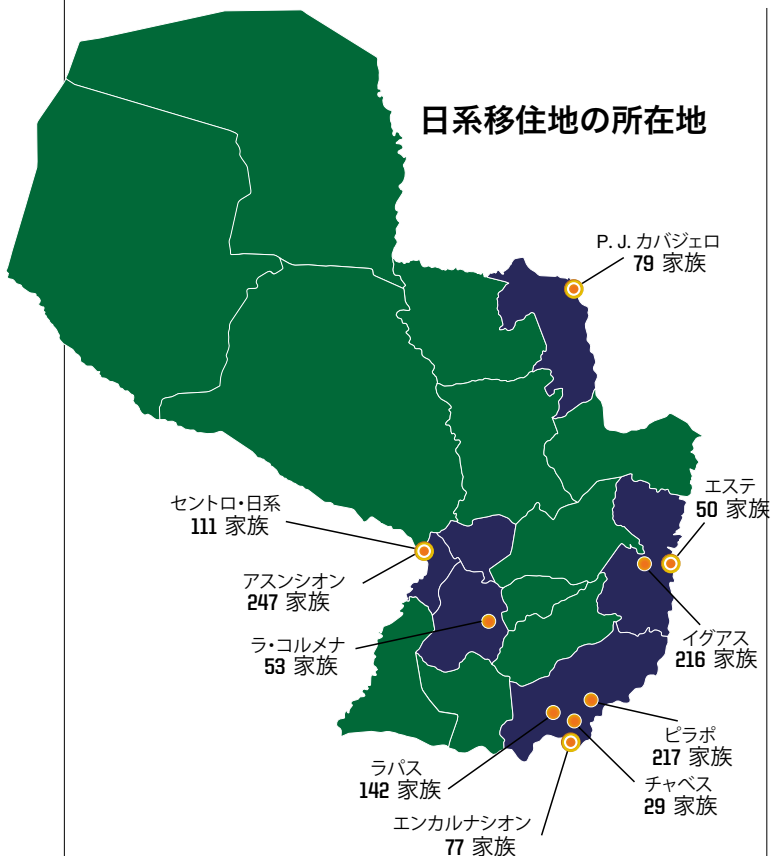 日系移住地の所在地
P. J. カバジェロ
79 家族
エステ
50 家族
セントロ・日系
111 家族
アスンシオン
247 家族
ラ・コルメナ
53 家族
イグアス
216 家族
ピラポ
217 家族
ラパス
142 家族
チャベス
29 家族
エンカルナシオン
77 家族